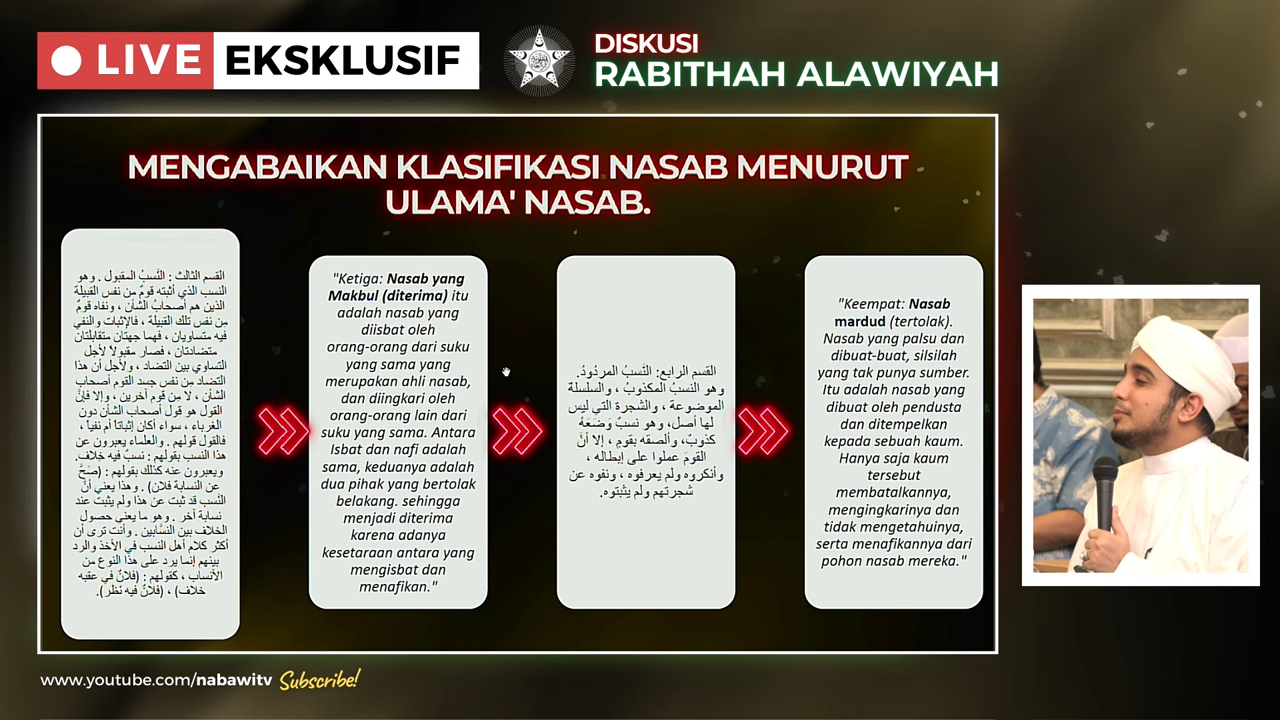 LIVE EKSKLUSIF
DISKUSI
RABITHAH ALAWIYAH
MENGABAIKAN KLASIFIKASI NASAB MENURUT
ULAMA' NASAB.
القسم الثالث : النَّسبُ المقبول . وهو
النسب الذي أثبته قومٌ مِن نفس القبيلة
الذين هم أصحابُ الشأن ، ونفاه قومٌ
مِن نفس تلك القبيلة ، فالإثبات والنفي
فيه متساويان ، فهما جهتان متقابلتان
متضادتان ، فصار مقبولاً لأجل
التساوي بين التضاد ، ولأجل أن هذا
التضاد مِن نفس جسد القوم أصحاب
الشأن ، لا مِن قوم آخرين ، وإلا فإنَّ
القول هو قول أصحاب الشأن دون
الغرباء ، سواء أكان إثباتاً أم نفياً ،
فالقول قولهم . والعلماء يعبرون عن
هذا النسب بقولهم : نسبٌ فيه خلاف.
ويعبرون عنه كذلك بقولهم : (صَحَّ
عن النسابة فلان) . وهذا يعني أنَّ
النَّسب قد ثبت عن هذا ولم يثبت عند
نسابة آخر . وهو ما يعني حصول
الخلاف بين النسَّابين . وأنت ترى أن
أكثر كلام أهل النسب في الأخذ والرد
بينهم إنما يرد على هذا النوع من
الأنساب ، كقولهم : (فلانٌ في عقبه
خلاف) ، (فلانٌ فيه نظر).
"Ketiga: Nasab yang
Makbul (diterima) itu
adalah nasab yang
diisbat oleh
orang-orang dari suku
yang sama yang
merupakan ahli nasab,
dan diingkari oleh
orang-orang lain dari
suku yang sama. Antara
Isbat dan nafi adalah
sama, keduanya adalah
dua pihak yang bertolak
belakang. sehingga
menjadi diterima
karena adanya
kesetaraan antara yang
mengisbat dan
menafikan."
القسم الرابع: النَّسبُ المردُودُ.
وهو النسبُ المكذوبُ ، والسلسلة
الموضوعة ، والشجرة التي ليس
لها أصل، وهو نسبٌ وَضَعَهُ
كذوبٌ، وألصقه بقومٍ ، إلا أنَّ
القومَ عملوا على إبطاله ،
وأنكروه ولم يعرفوه ، ونفوه عن
شجرتهم ولم يثبتوه.
"Keempat: Nasab
mardud (tertolak).
Nasab yang palsu dan
dibuat-buat, silsilah
yang tak punya sumber.
Itu adalah nasab yang
dibuat oleh pendusta
dan ditempelkan
kepada sebuah kaum.
Hanya saja kaum
tersebut
membatalkannya,
mengingkarinya dan
tidak mengetahuinya,
serta menafikannya dari
pohon nasab mereka."
www.youtube.com/nabawitv Subscribe!